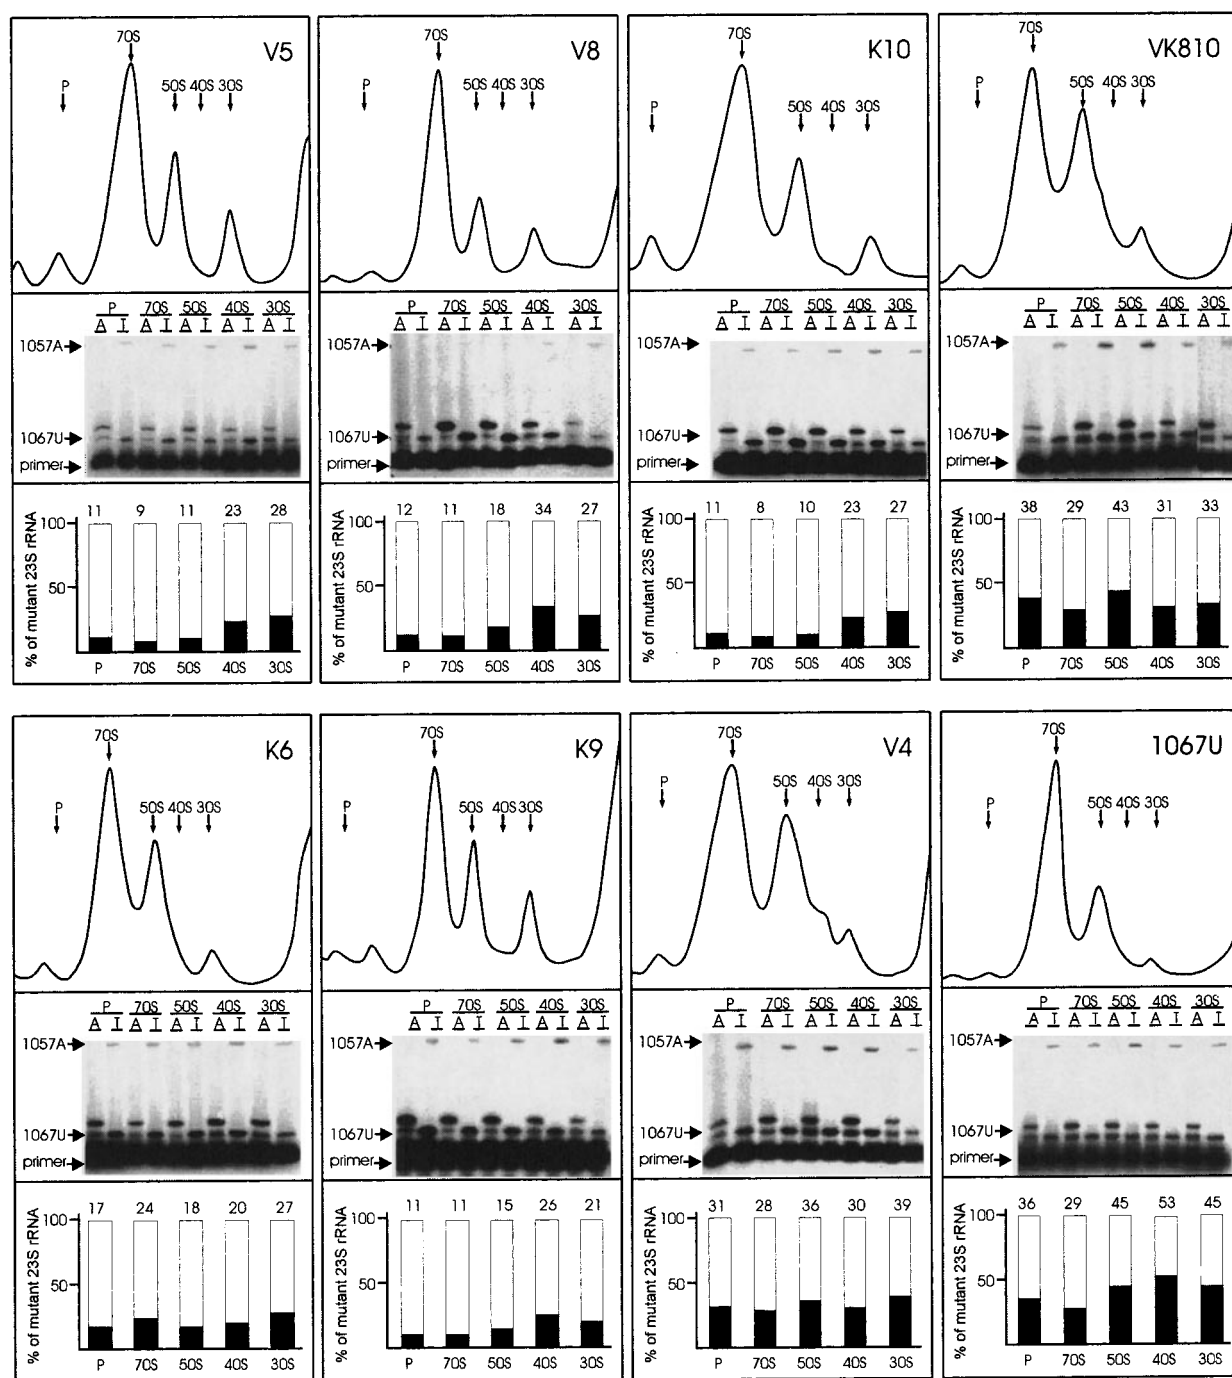 V5
70S
P
50S 40S 30S
P 70S 50S 40S 30S
A I A I A I A I A I
1057A
1067U
primer
11 9 11 23 28
100
50
% of mutant 23S rRNA
P 70S 50S 40S 30S
V8
70S
P
50S 40S 30S
P 70S 50S 40S 30S
A I A I A I A I A I
1057A
1067U
primer
12 11 18 34 27
100
50
% of mutant 23S rRNA
P 70S 50S 40S 30S
K10
70S
P
50S 40S 30S
P 70S 50S 40S 30S
A I A I A I A I A I
1057A
1067U
primer
11 8 10 23 27
100
50
% of mutant 23S rRNA
P 70S 50S 40S 30S
VK810
70S
P
50S 40S 30S
P 70S 50S 40S 30S
A I A I A I A I A I
1057A
1067U
primer
38 29 43 31 33
100
50
% of mutant 23S rRNA
P 70S 50S 40S 30S
K6
70S
P
50S 40S 30S
P 70S 50S 40S 30S
A I A I A I A I A I
1057A
1067U
primer
17 24 18 20 27
100
50
% of mutant 23S rRNA
P 70S 50S 40S 30S
K9
70S
P
50S 40S 30S
P 70S 50S 40S 30S
A I A I A I A I A I
1057A
1067U
primer
11 11 15 25 21
100
50
% of mutant 23S rRNA
P 70S 50S 40S 30S
V4
70S
P
50S 40S 30S
P 70S 50S 40S 30S
A I A I A I A I A I
1057A
1067U
primer
31 28 36 30 39
100
50
% of mutant 23S rRNA
P 70S 50S 40S 30S
1067U
70S
P
50S 40S 30S
P 70S 50S 40S 30S
A I A I A I A I A I
1057A
1067U
primer
36 29 45 53 45
100
50
% of mutant 23S rRNA
P 70S 50S 40S 30S